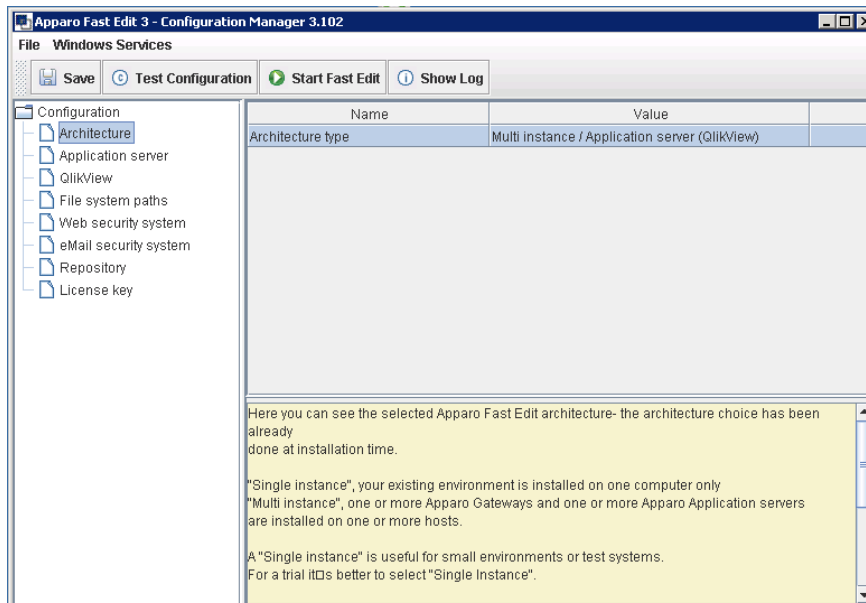 Apparo Fast Edit 3 - Configuration Manager 3.102
File Windows Services
Save Test Configuration Start Fast Edit Show Log
Configuration
Architecture
Application server
QlikView
File system paths
Web security system
eMail security system
Repository
License key
Name Value
Architecture type Multi instance / Application server (QlikView)
Here you can see the selected Apparo Fast Edit architecture- the architecture choice has been
already
done at installation time.
"Single instance", your existing environment is installed on one computer only
"Multi instance", one or more Apparo Gateways and one or more Apparo Application servers
are installed on one or more hosts.
A "Single instance" is useful for small environments or test systems.
For a trial it□s better to select "Single Instance".